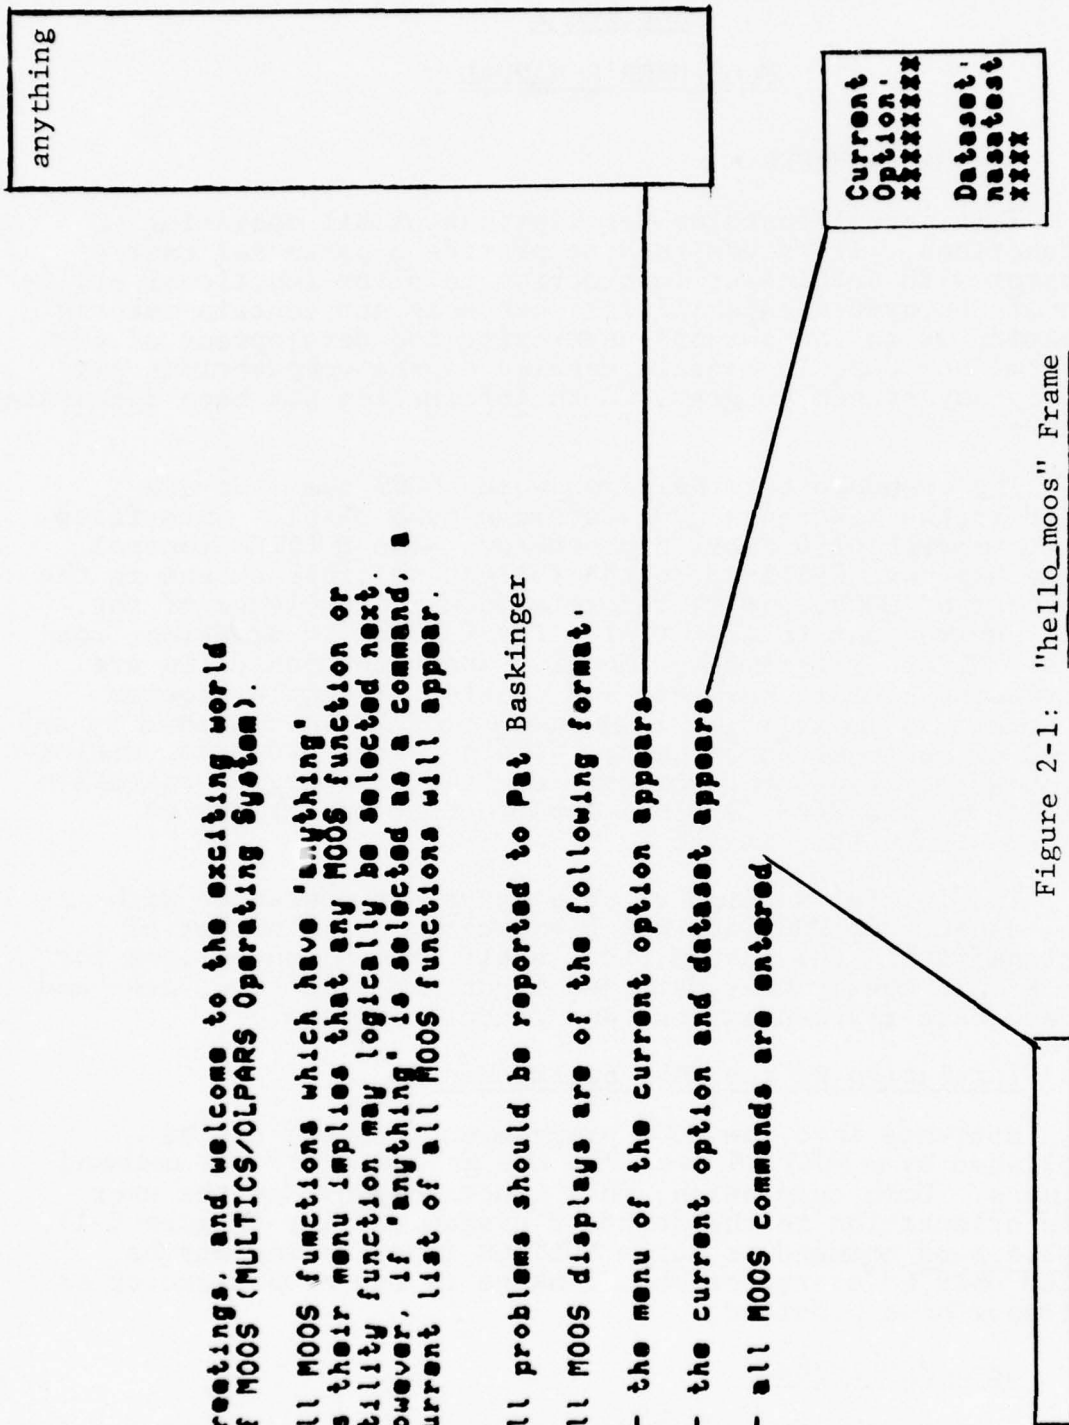 anything
reetings, and welcome to the exciting world
f MOOS (MULTICS/OLPARS Operating System).
ll MOOS functions which have 'anything'
s their menu implies that any MOOS function or
tility function may logically be selected next.
owever, if 'anything' is selected as a command, a
urrent list of all MOOS functions will appear.
ll problems should be reported to Pat Baskinger
ll MOOS displays are of the following format:
- the menu of the current option appears
- the current option and dataset appears
- all MOOS commands are entered
Current
Option:
xxxxxxxx
Dataset:
nasatest
xxxx
Figure 2-1: "hello_moos" Frame